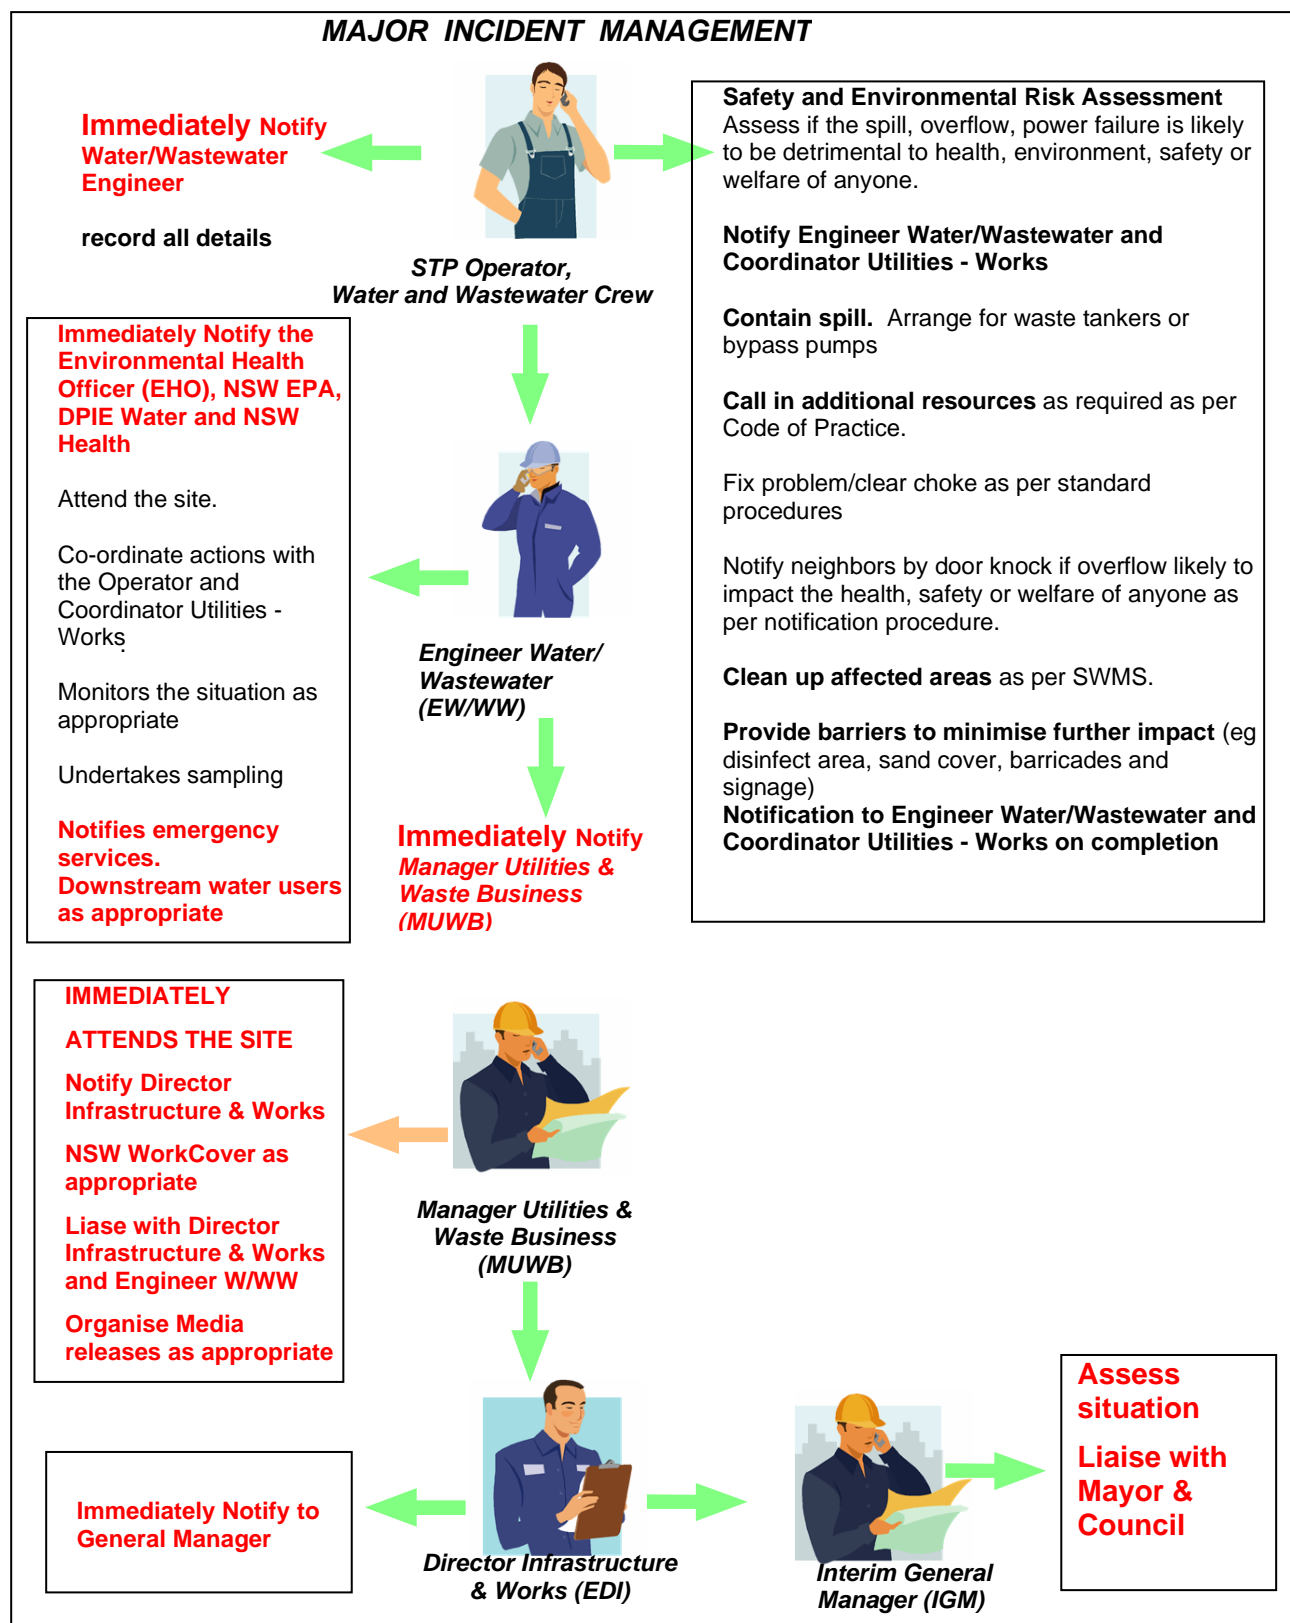 MAJOR INCIDENT MANAGEMENT
Immediately Notify
Water/Wastewater
Engineer
record all details
STP Operator,
Water and Wastewater Crew
Safety and Environmental Risk Assessment
Assess if the spill, overflow, power failure is likely
to be detrimental to health, environment, safety or
welfare of anyone.
Notify Engineer Water/Wastewater and
Coordinator Utilities - Works
Contain spill. Arrange for waste tankers or
bypass pumps
Call in additional resources as required as per
Code of Practice.
Fix problem/clear choke as per standard
procedures
Notify neighbors by door knock if overflow likely to
impact the health, safety or welfare of anyone as
per notification procedure.
Clean up affected areas as per SWMS.
Provide barriers to minimise further impact (eg
disinfect area, sand cover, barricades and
signage)
Notification to Engineer Water/Wastewater and
Coordinator Utilities - Works on completion
Immediately Notify the
Environmental Health
Officer (EHO), NSW EPA,
DPIE Water and NSW
Health
Attend the site.
Co-ordinate actions with
the Operator and
Coordinator Utilities -
Works
.
Monitors the situation as
appropriate
Undertakes sampling
Notifies emergency
services.
Downstream water users
as appropriate
Engineer Water/
Wastewater
(EW/WW)
Immediately Notify
Manager Utilities &
Waste Business
(MUWB)
IMMEDIATELY
ATTENDS THE SITE
Notify Director
Infrastructure & Works
NSW WorkCover as
appropriate
Liase with Director
Infrastructure & Works
and Engineer W/WW
Organise Media
releases as appropriate
Manager Utilities &
Waste Business
(MUWB)
Immediately Notify to
General Manager
Director Infrastructure
& Works (EDI)
Interim General
Manager (IGM)
Assess
situation
Liaise with
Mayor &
Council